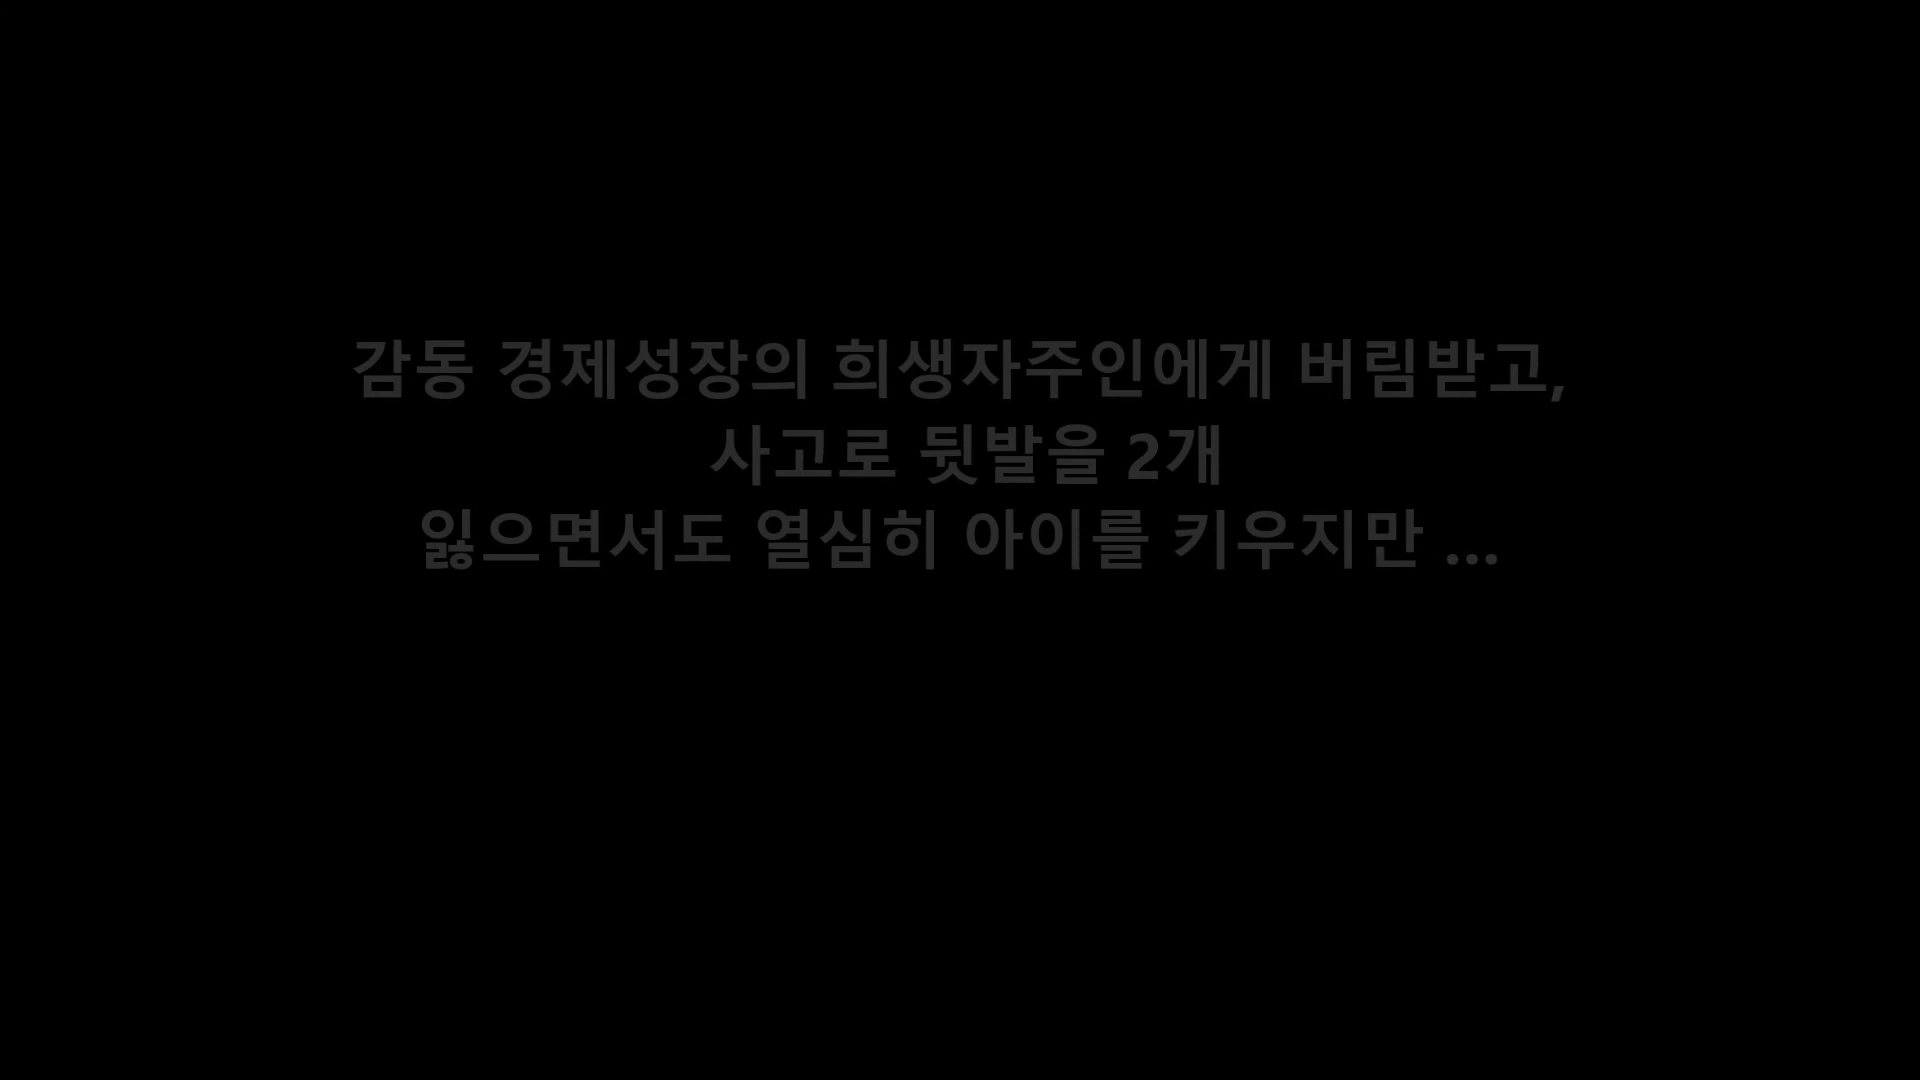 감동 경제성장의 희생자주인에게 버림받고,
사고로 뒷발을 2개
잃으면서도 열심히 아이를 키우지만 ...